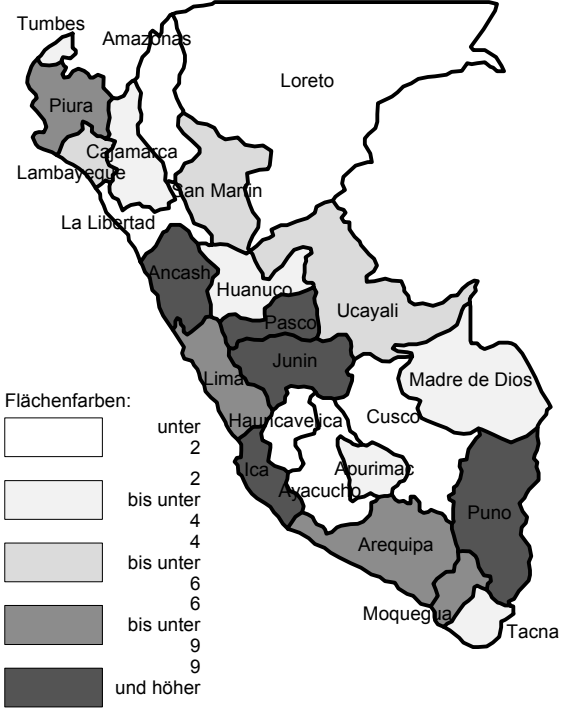 Tumbes
Amazonas
Loreto
Piura
Cajamarca
Lambayeque
San Martin
La Libertad
Ancash
Huanuco
Ucayali
Pasco
Junin
Lima
Madre de Dios
Flächenfarben:
Hauncavelica
Cusco
unter
2
Ica
Apurimac
2
bis unter
4
Ayacucho
Puno
Arequipa
4
bis unter
6
6
bis unter
9
Moquegua
Tacna
9
und höher